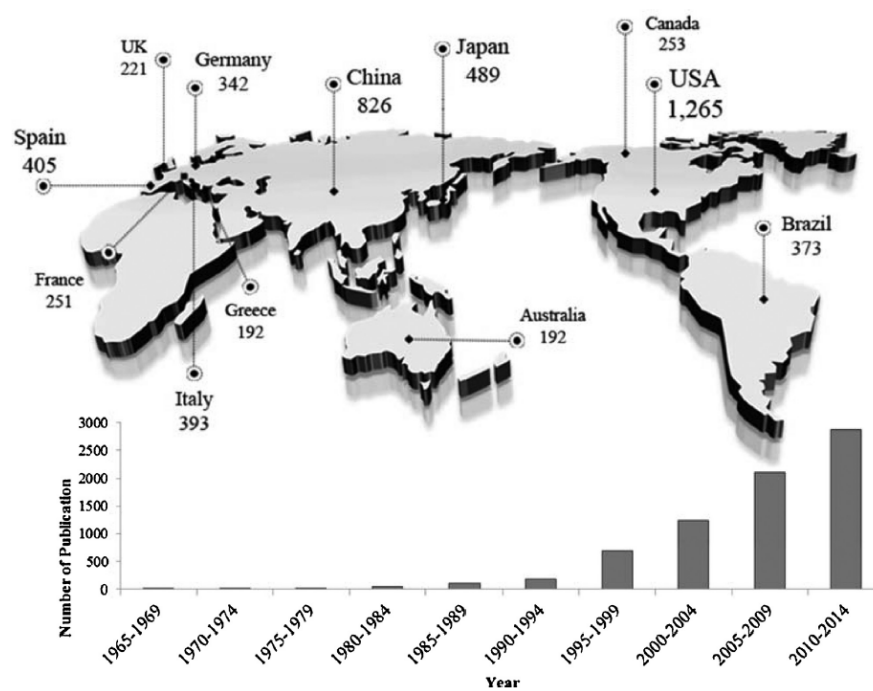 UK
221
Germany
342
China
826
Japan
489
Canada
253
USA
1,265
Spain
405
Brazil
373
France
251
Greece
192
Australia
192
Italy
393
Number of Publication
3000
2500
2000
1500
1000
500
0
1965-1969
1970-1974
1975-1979
1980-1984
1985-1989
1990-1994
1995-1999
2000-2004
2005-2009
2010-2014
Year